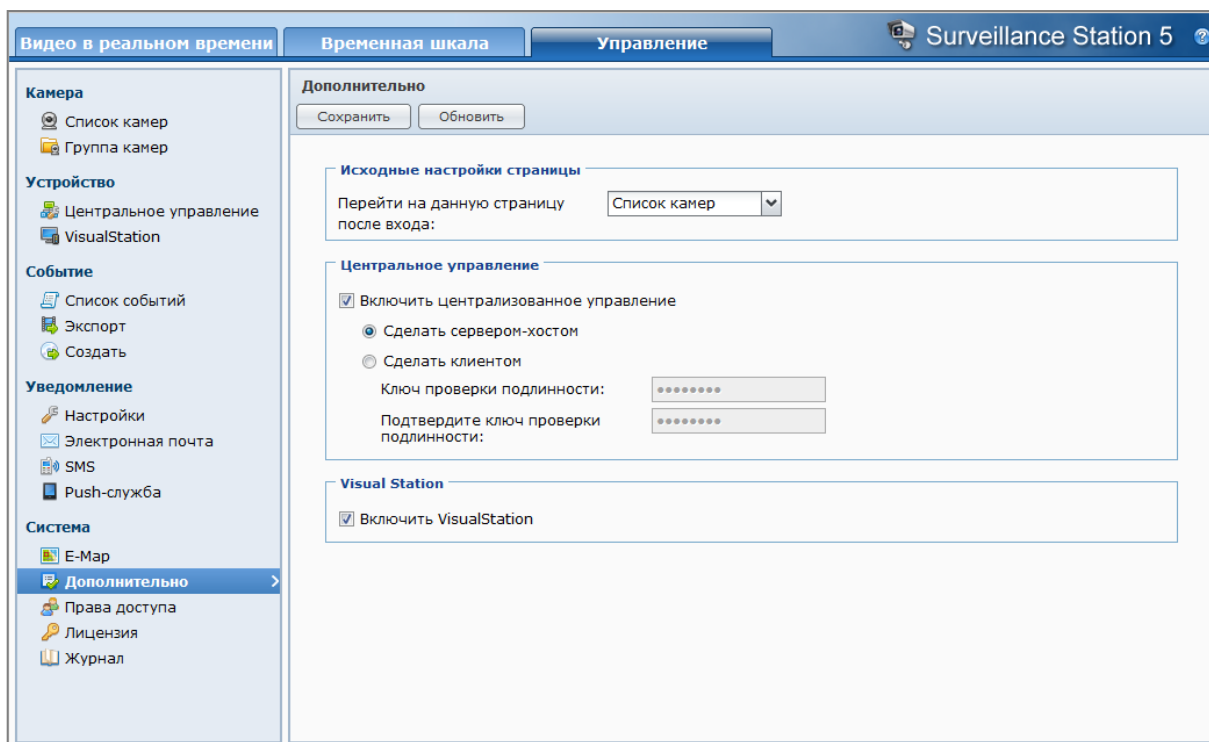 Видео в реальном времени
Временная шкала
Управление
Surveillance Station 5
?
Камера
Список камер
Группа камер
Устройство
Центральное управление
VisualStation
Событие
Список событий
Экспорт
Создать
Уведомление
Настройки
Электронная почта
SMS
Push-служба
Система
E-Map
Дополнительно
Права доступа
Лицензия
Журнал
Дополнительно
Сохранить
Обновить
Исходные настройки страницы
Перейти на данную страницу
после входа:
Список камер
Центральное управление
Включить централизованное управление
Сделать сервером-хостом
Сделать клиентом
Ключ проверки подлинности:
Подтвердите ключ проверки
подлинности:
Visual Station
Включить VisualStation